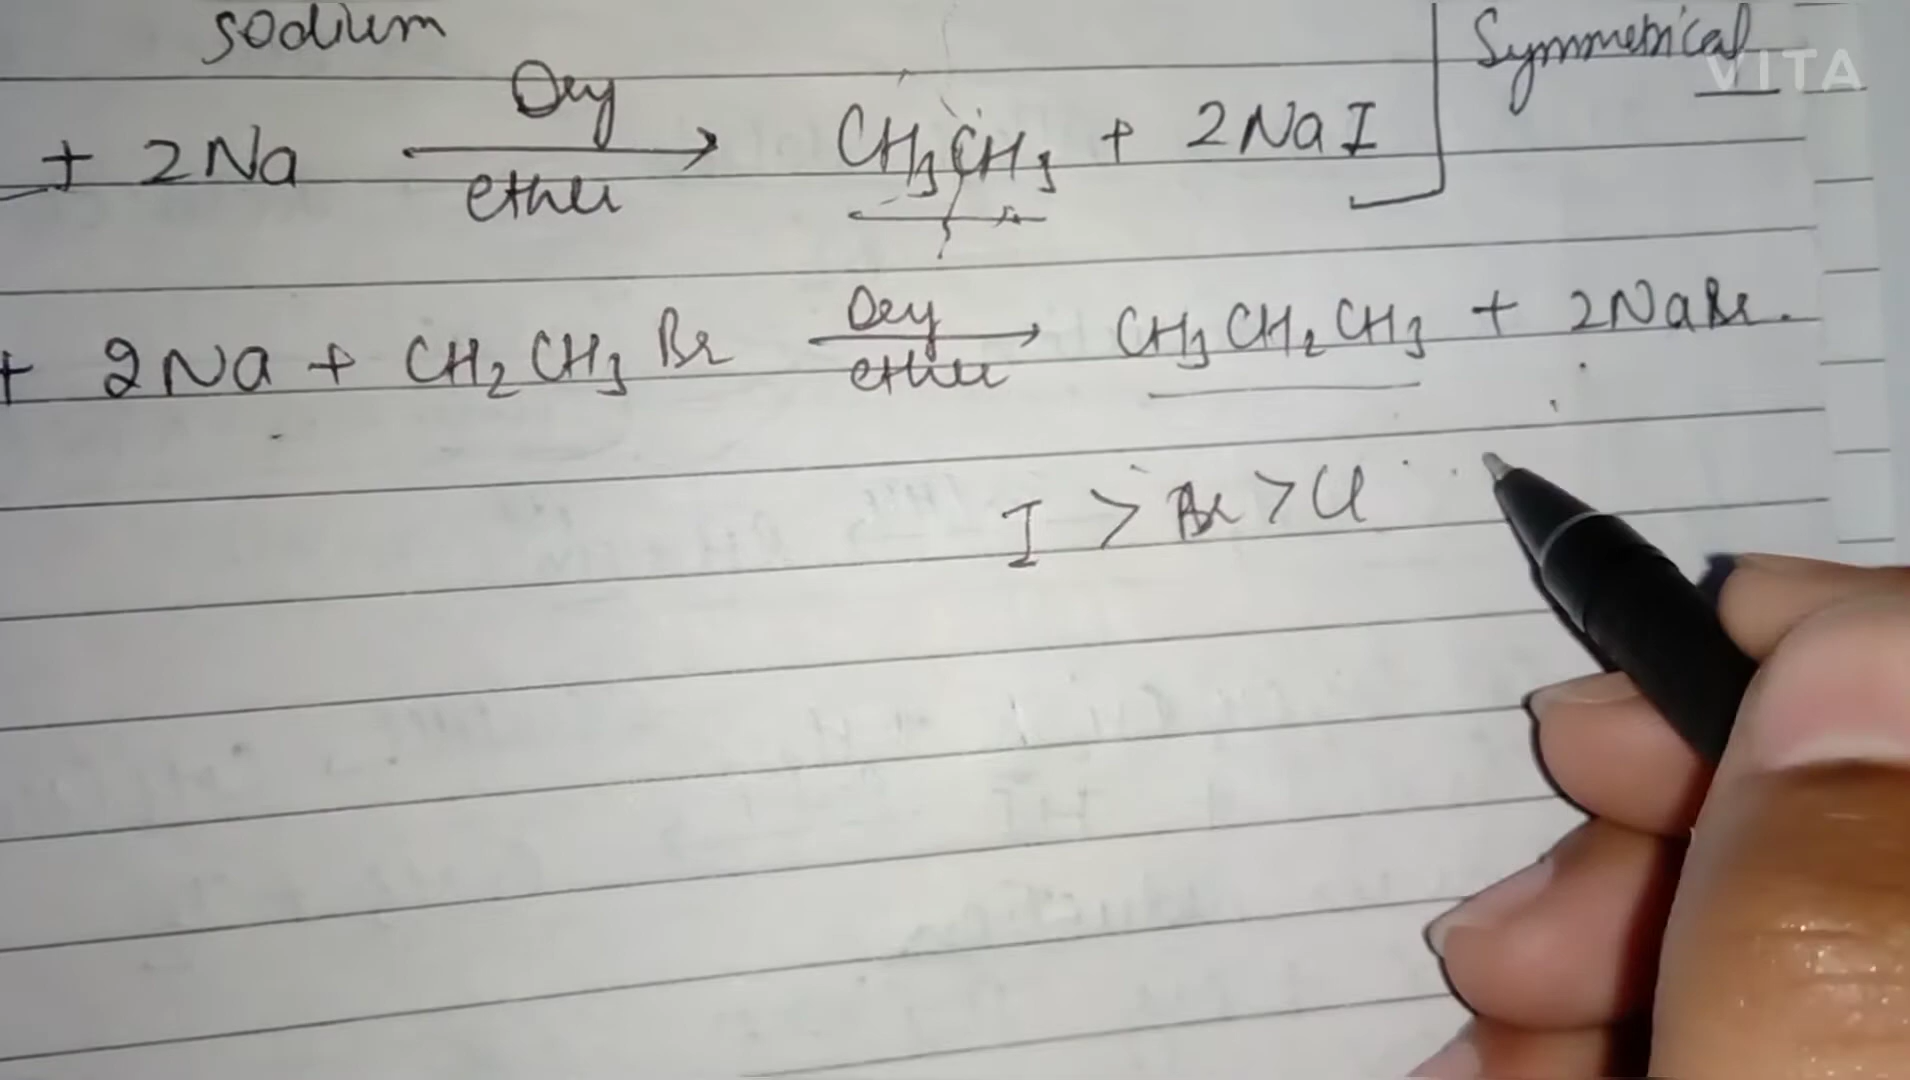 sodium
Symmetrical
VITA
Dry
+ 2Na ⟶ CH₃CH₃ + 2NaI
ether
Dry
+ 2Na + CH₂CH₃Br ⟶ CH₃CH₂CH₃ + 2NaBr.
ether
I > Br > Cl